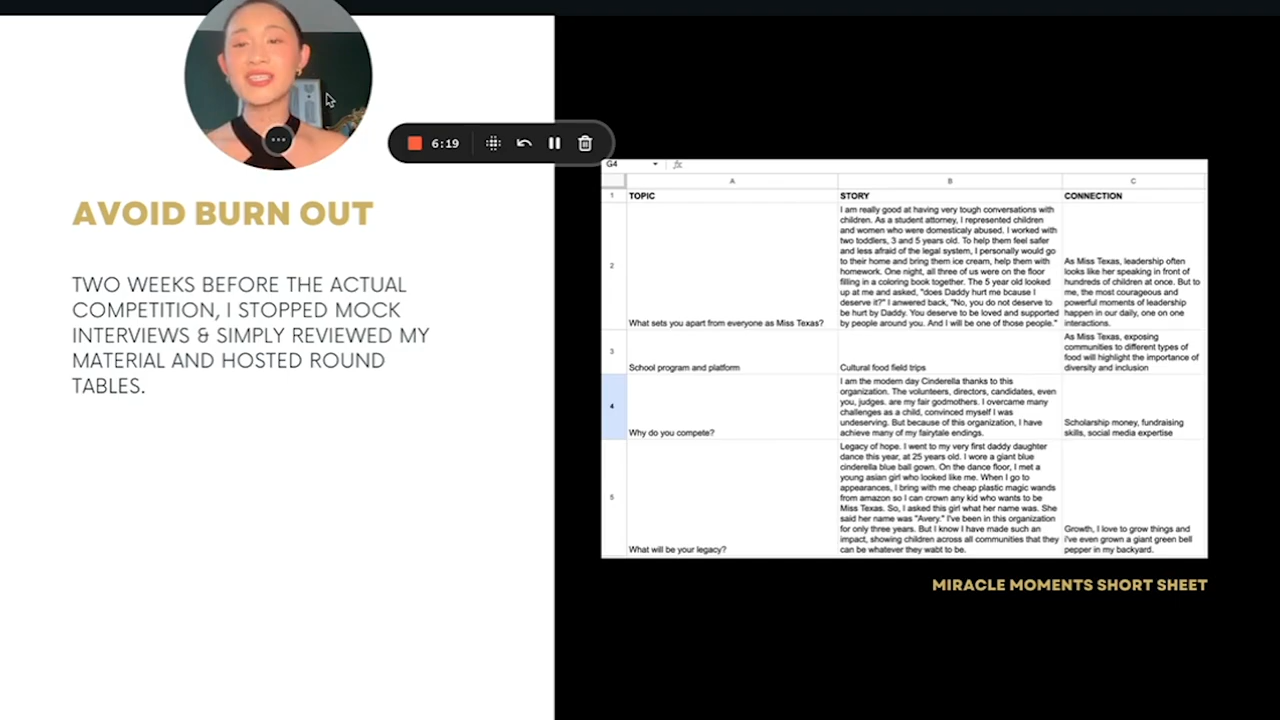 6:19
AVOID BURN OUT
TWO WEEKS BEFORE THE ACTUAL
COMPETITION, I STOPPED MOCK
INTERVIEWS & SIMPLY REVIEWED MY
MATERIAL AND HOSTED ROUND
TABLES.
G4
fx
A B C
1 TOPIC STORY CONNECTION
2
What sets you apart from everyone as Miss Texas?
I am really good at having very tough conversations with
children. As a student attorney, I represented children
and women who were domesticaly abused. I worked with
two toddlers, 3 and 5 years old. To help them feel safer
and less afraid of the legal system, I personally would go
to their home and bring them ice cream, help them with
homework. One night, all three of us were on the floor
filling in a coloring book together. The 5 year old looked
up at me and asked, "does Daddy hurt me bcause I
deserve it?" I anwered back, "No, you do not deserve to
be hurt by Daddy. You deserve to be loved and supported
by people around you. And I will be one of those people."
As Miss Texas, leadership often
looks like her speaking in front of
hundreds of children at once. But to
me, the most courageous and
powerful moments of leadership
happen in our daily, one on one
interactions.
3
School program and platform
Cultural food field trips
As Miss Texas, exposing
communities to different types of
food will highlight the importance of
diversity and inclusion
4
Why do you compete?
I am the modern day Cinderella thanks to this
organization. The volunteers, directors, candidates, even
you, judges. are my fair godmothers. I overcame many
challenges as a child, convinced myself I was
undeserving. But because of this organization, I have
achieve many of my fairytale endings.
Scholarship money, fundraising
skills, social media expertise
5
What will be your legacy?
Legacy of hope. I went to my very first daddy daughter
dance this year, at 25 years old. I wore a giant blue
cinderella blue ball gown. On the dance floor, I met a
young asian girl who looked like me. When I go to
appearances, I bring with me cheap plastic magic wands
from amazon so I can crown any kid who wants to be
Miss Texas. So, I asked this girl what her name was. She
said her name was "Avery." I've been in this organization
for only three years. But I know I have made such an
impact, showing children across all communities that they
can be whatever they wabt to be.
Growth, I love to grow things and
i've even grown a giant green bell
pepper in my backyard.
MIRACLE MOMENTS SHORT SHEET